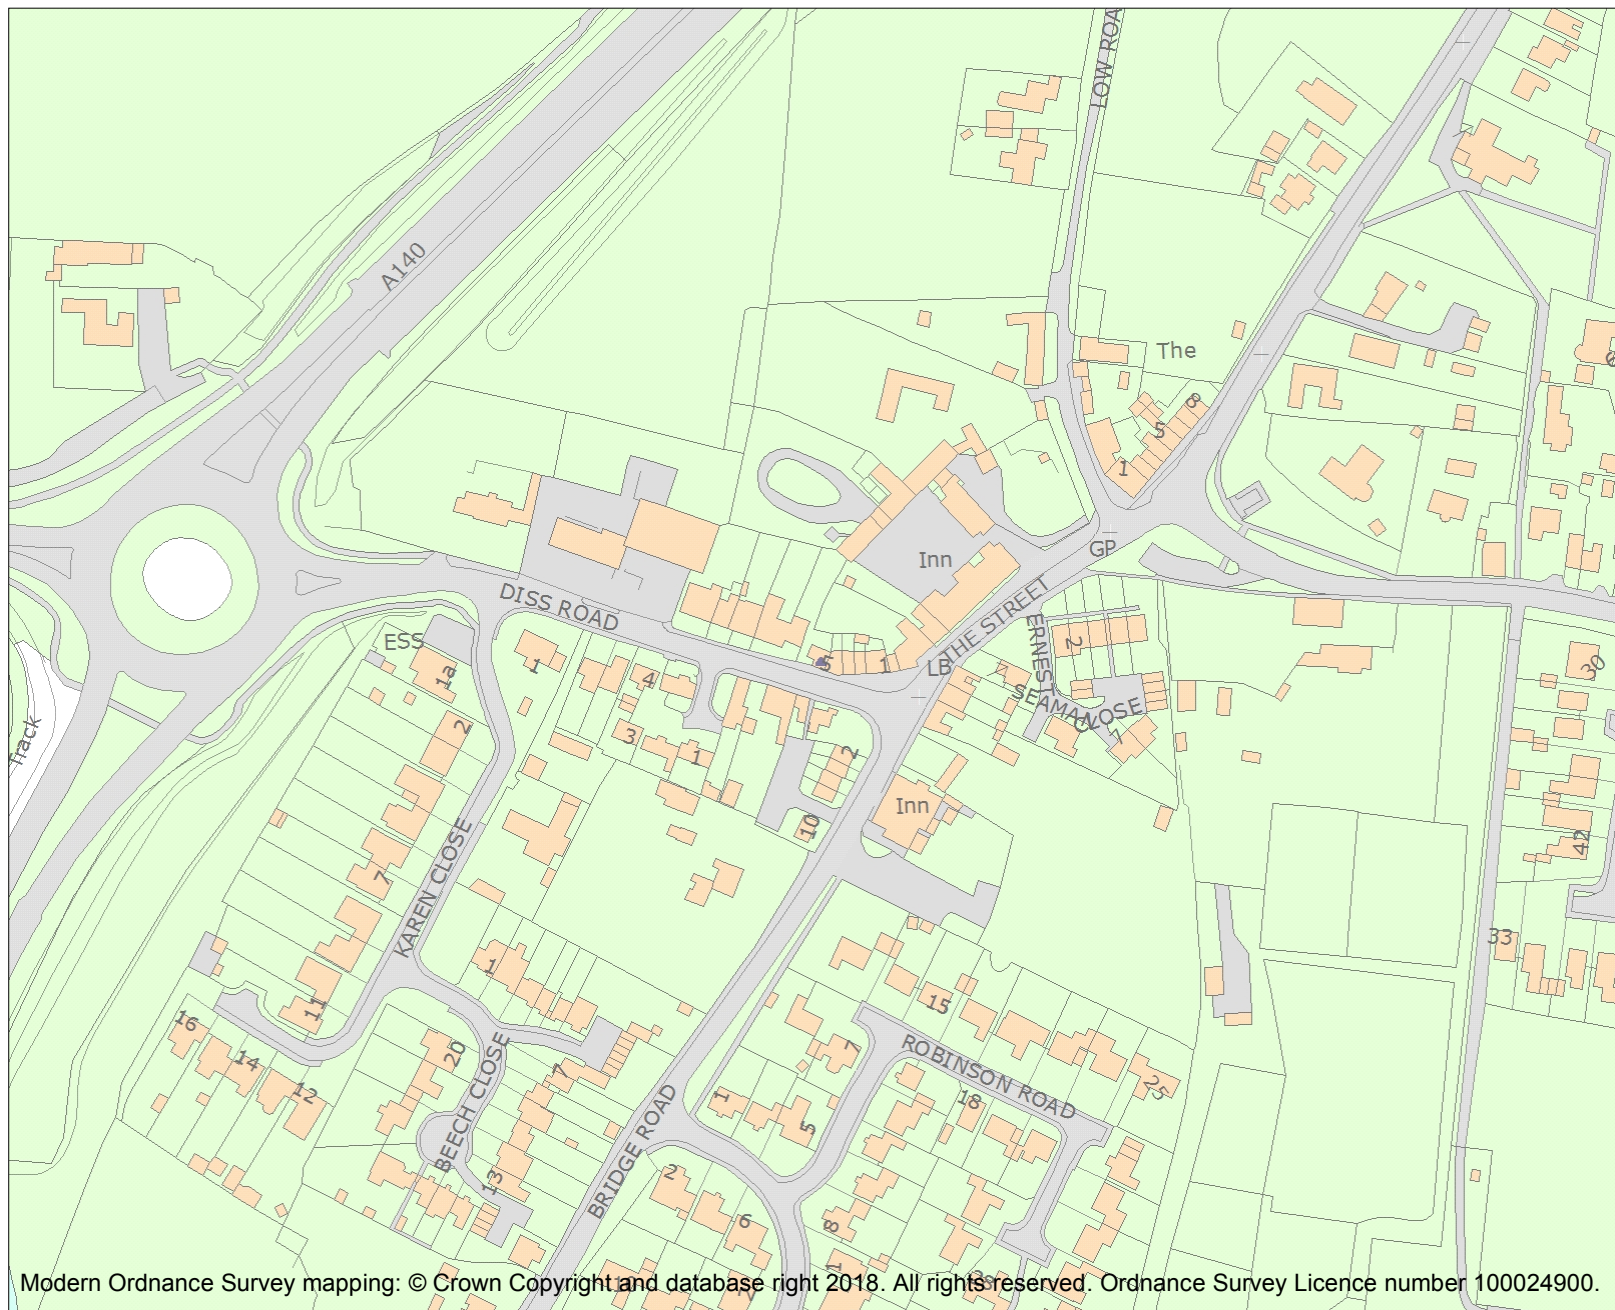 LOW ROA
A140
The
8
5
1
Inn
GP
DISS ROAD
THE STREET
ESS
1a
1
4
5
1
LB
ERNEST
SEAMAN
CLOSE
2
7
30
Track
2
3
1
2
Inn
10
42
7
KAREN CLOSE
33
1
15
11
16
14
12
20
7
7
ROBINSON ROAD
25
18
BEECH CLOSE
1
5
BRIDGE ROAD
13
2
6
8
Modern Ordnance Survey mapping: © Crown Copyright and database right 2018. All rights reserved. Ordnance Survey Licence number 100024900.